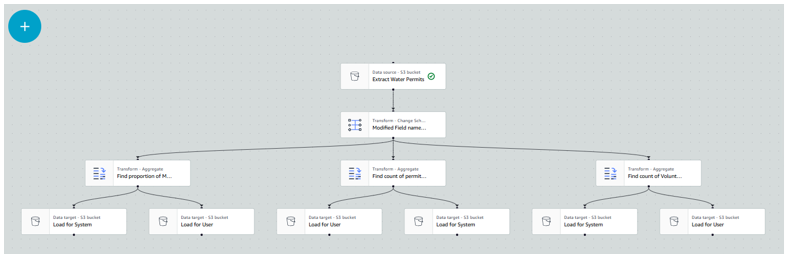 Data source - S3 bucket
Extract Water Permits
Transform - Change Sch...
Modified Field name...
Transform - Aggregate
Find proportion of M...
Transform - Aggregate
Find count of permit...
Transform - Aggregate
Find count of Volunt...
Data target - S3 bucket
Load for System
Data target - S3 bucket
Load for User
Data target - S3 bucket
Load for User
Data target - S3 bucket
Load for System
Data target - S3 bucket
Load for System
Data target - S3 bucket
Load for User